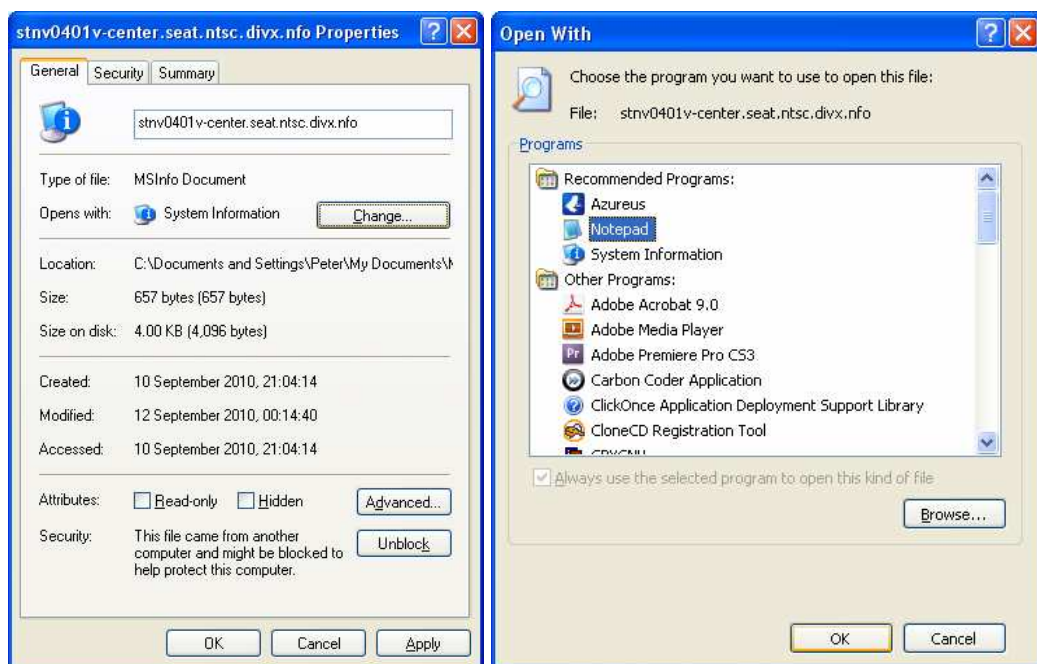 stnv0401v-center.seat.ntsc.divx.nfo Properties
General Security Summary
stnv0401v-center.seat.ntsc.divx.nfo
Type of file: MSInfo Document
Opens with: System Information Change...
Location: C:\Documents and Settings\Peter\My Documents\
Size: 657 bytes (657 bytes)
Size on disk: 4.00 KB (4,096 bytes)
Created: 10 September 2010, 21:04:14
Modified: 12 September 2010, 00:14:40
Accessed: 10 September 2010, 21:04:14
Attributes: Read-only Hidden Advanced...
Security: This file came from another
computer and might be blocked to
help protect this computer.
Unblock
OK Cancel Apply
Open With
Choose the program you want to use to open this file:
File: stnv0401v-center.seat.ntsc.divx.nfo
Programs
Recommended Programs:
Azureus
Notepad
System Information
Other Programs:
Adobe Acrobat 9.0
Adobe Media Player
Pr Adobe Premiere Pro CS3
Carbon Coder Application
ClickOnce Application Deployment Support Library
CloneCD Registration Tool
Always use the selected program to open this kind of file
Browse...
OK Cancel